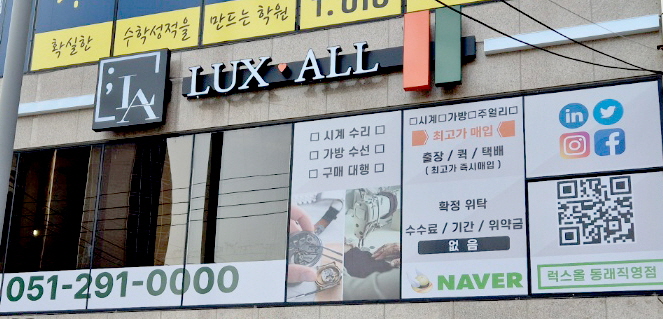 확실한
수학성적을
만드는 학원
IA
LUX ALL
□ 시계 수리 □
□ 가방 수선 □
□ 구매 대행 □
□시계□가방□주얼리□
최고가 매입
출장 / 퀵 / 택배
( 최고가 즉시매입 )
확정 위탁
수수료 / 기간 / 위약금
없 음
NAVER
in
f
럭스올 동래직영점
051-291-0000